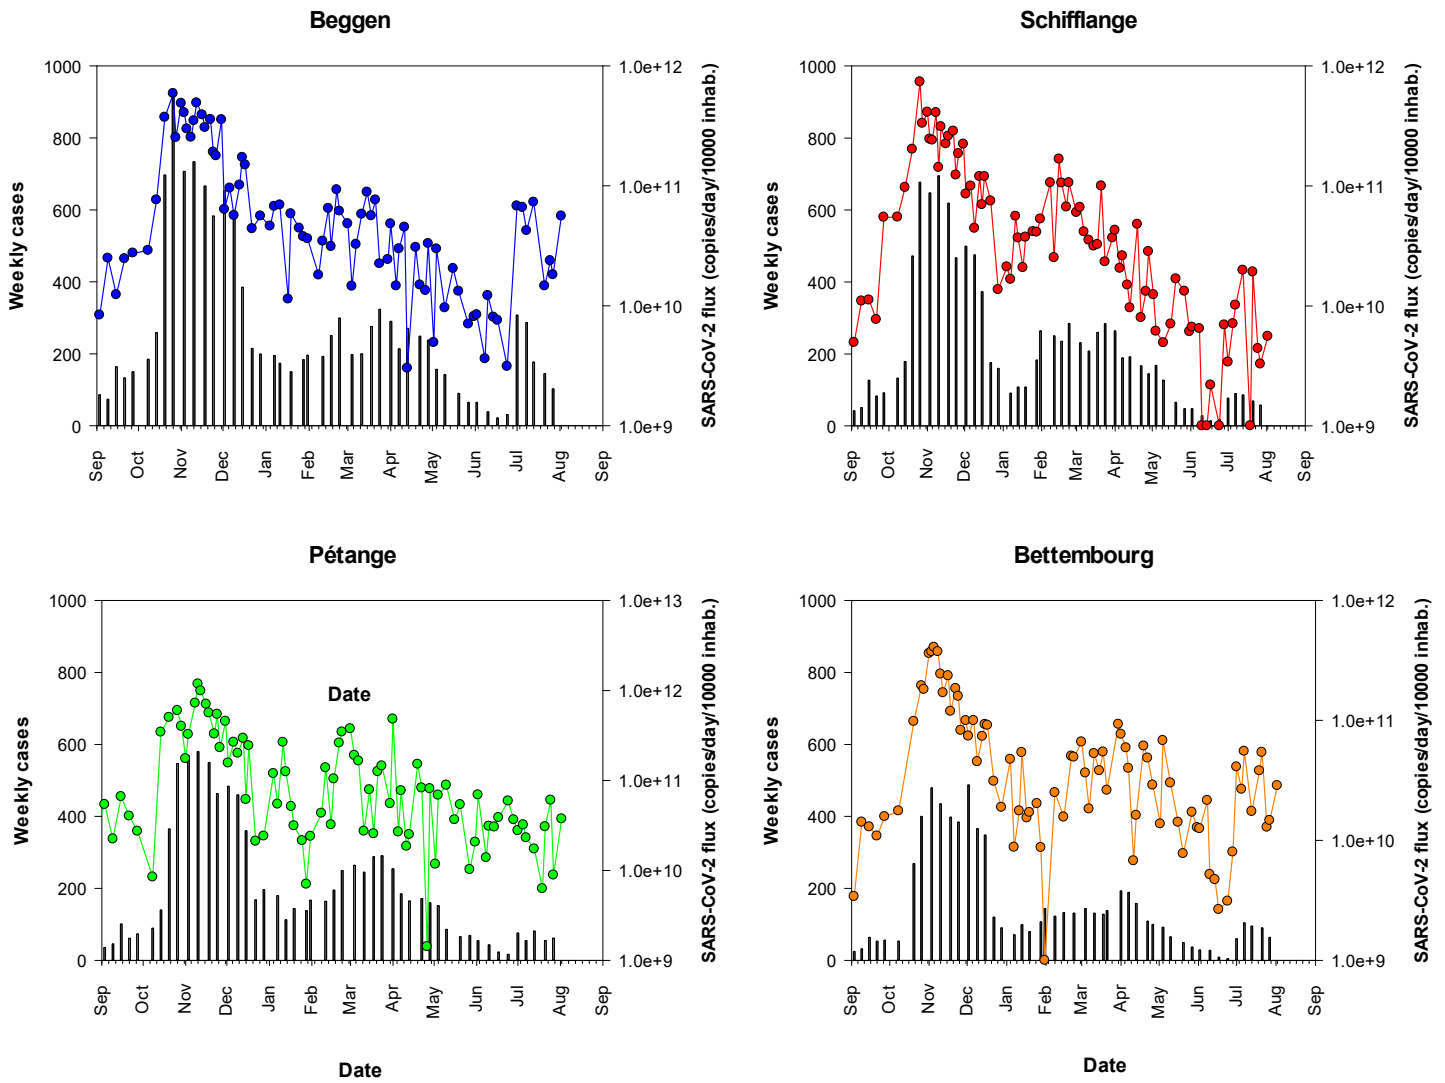 Beggen
Weekly cases
1000
800
600
400
200
0
1.0e+12
1.0e+11
1.0e+10
1.0e+9
SARS-CoV-2 flux (copies/day/10000 inhab.)
Sep Oct Nov Dec Jan Feb Mar Apr May Jun Jul Aug Sep
Schifflange
Weekly cases
1000
800
600
400
200
0
1.0e+12
1.0e+11
1.0e+10
1.0e+9
SARS-CoV-2 flux (copies/day/10000 inhab.)
Sep Oct Nov Dec Jan Feb Mar Apr May Jun Jul Aug Sep
Pétange
Weekly cases
1000
800
600
400
200
0
Date
1.0e+13
1.0e+12
1.0e+11
1.0e+10
1.0e+9
SARS-CoV-2 flux (copies/day/10000 inhab.)
Sep Oct Nov Dec Jan Feb Mar Apr May Jun Jul Aug Sep
Date
Bettembourg
Weekly cases
1000
800
600
400
200
0
1.0e+12
1.0e+11
1.0e+10
1.0e+9
SARS-CoV-2 flux (copies/day/10000 inhab.)
Sep Oct Nov Dec Jan Feb Mar Apr May Jun Jul Aug Sep
Date